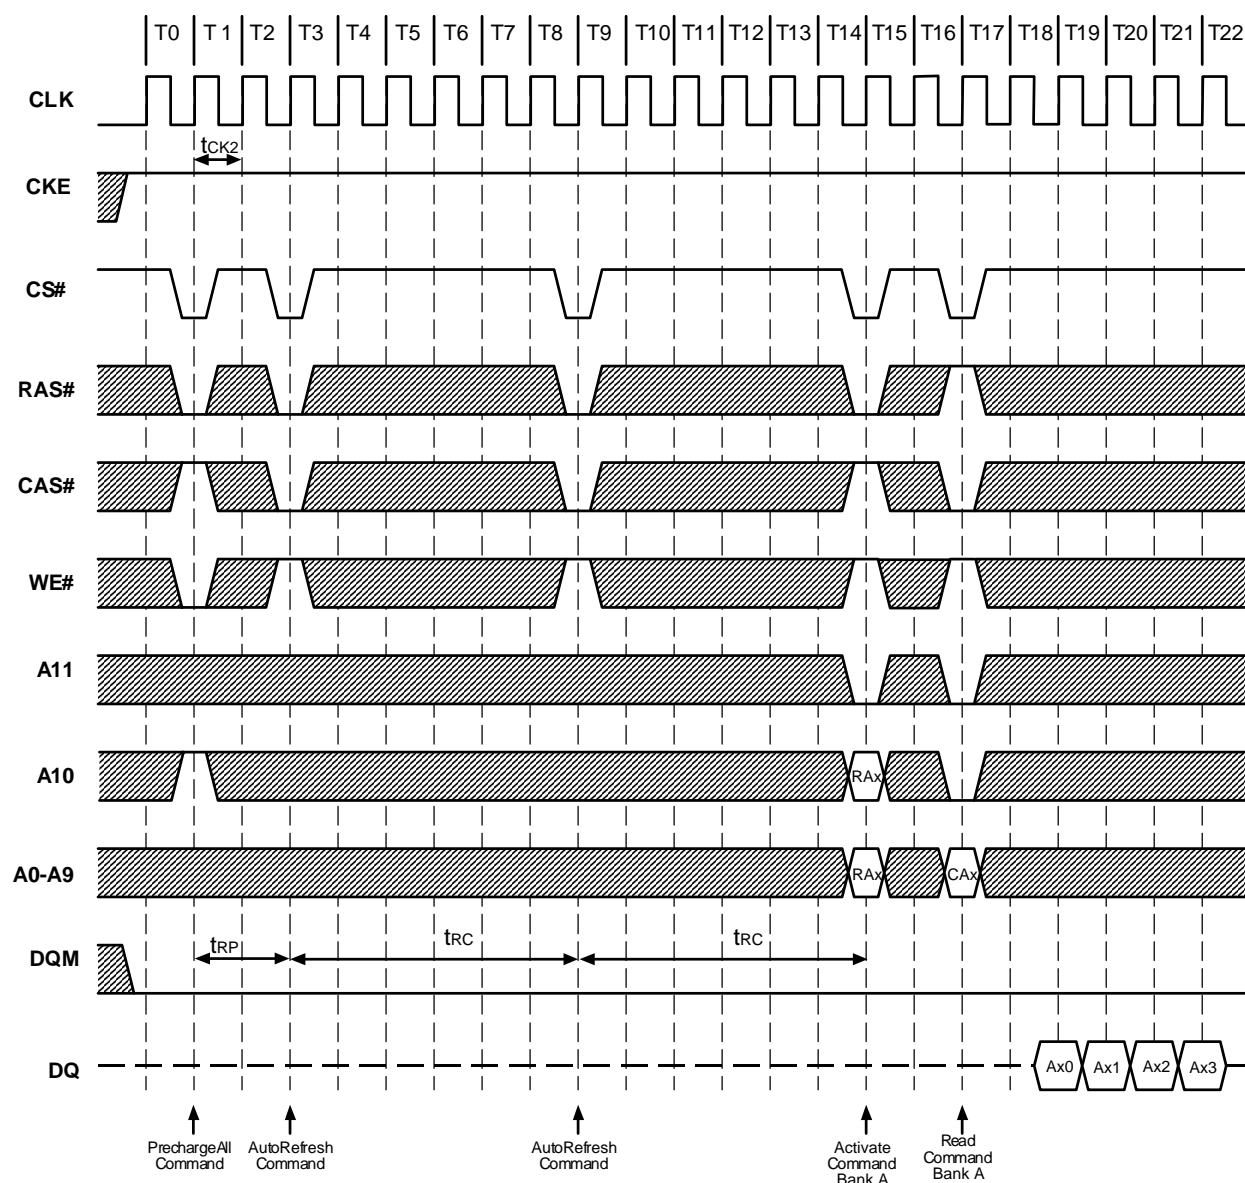 T0 T1 T2 T3 T4 T5 T6 T7 T8 T9 T10 T11 T12 T13 T14 T15 T16 T17 T18 T19 T20 T21 T22
CLK
tCK2
CKE
CS#
RAS#
CAS#
WE#
A11
A10 RAx
A0-A9 RAx CAx
tRP tRC tRC
DQM
DQ Ax0 Ax1 Ax2 Ax3
PrechargeAll
Command
AutoRefresh
Command
AutoRefresh
Command
Activate
Command
Bank A
Read
Command
Bank A